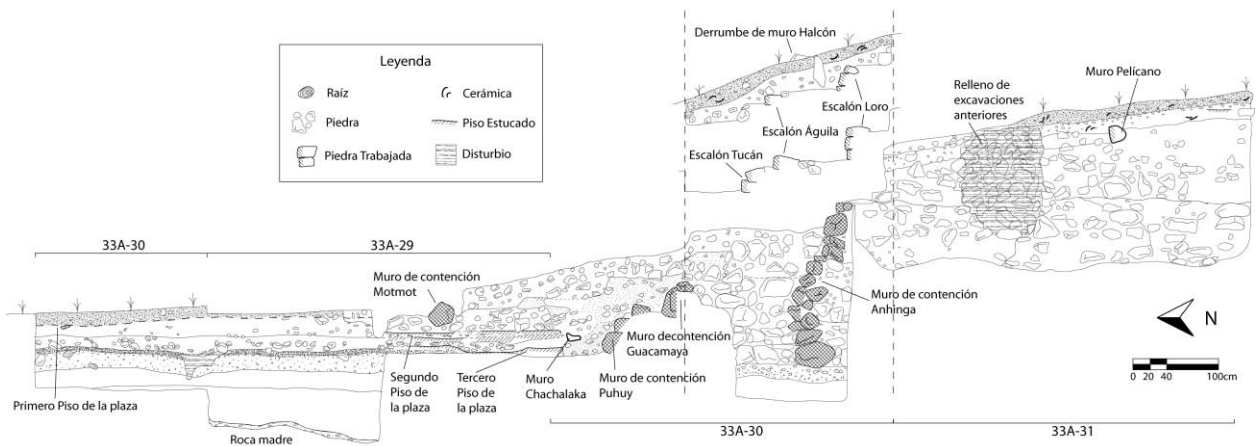 Derrumbe de muro Halcón
Leyenda
Raíz
Cerámica
Piedra
Piso Estucado
Piedra Trabajada
Disturbio
Relleno de
excavaciones
anteriores
Muro Pelícano
Escalón Loro
Escalón Águila
Escalón Tucán
33A-30
33A-29
Muro de contención
Motmot
Muro de contención
Anhinga
N
Muro decontención
Guacamaya
Segundo
Piso de
la plaza
Tercero
Piso de
la plaza
Muro
Chachalaka
Muro de contención
Puhuy
0 20 40 100cm
Primero Piso de la plaza
Roca madre
33A-30
33A-31